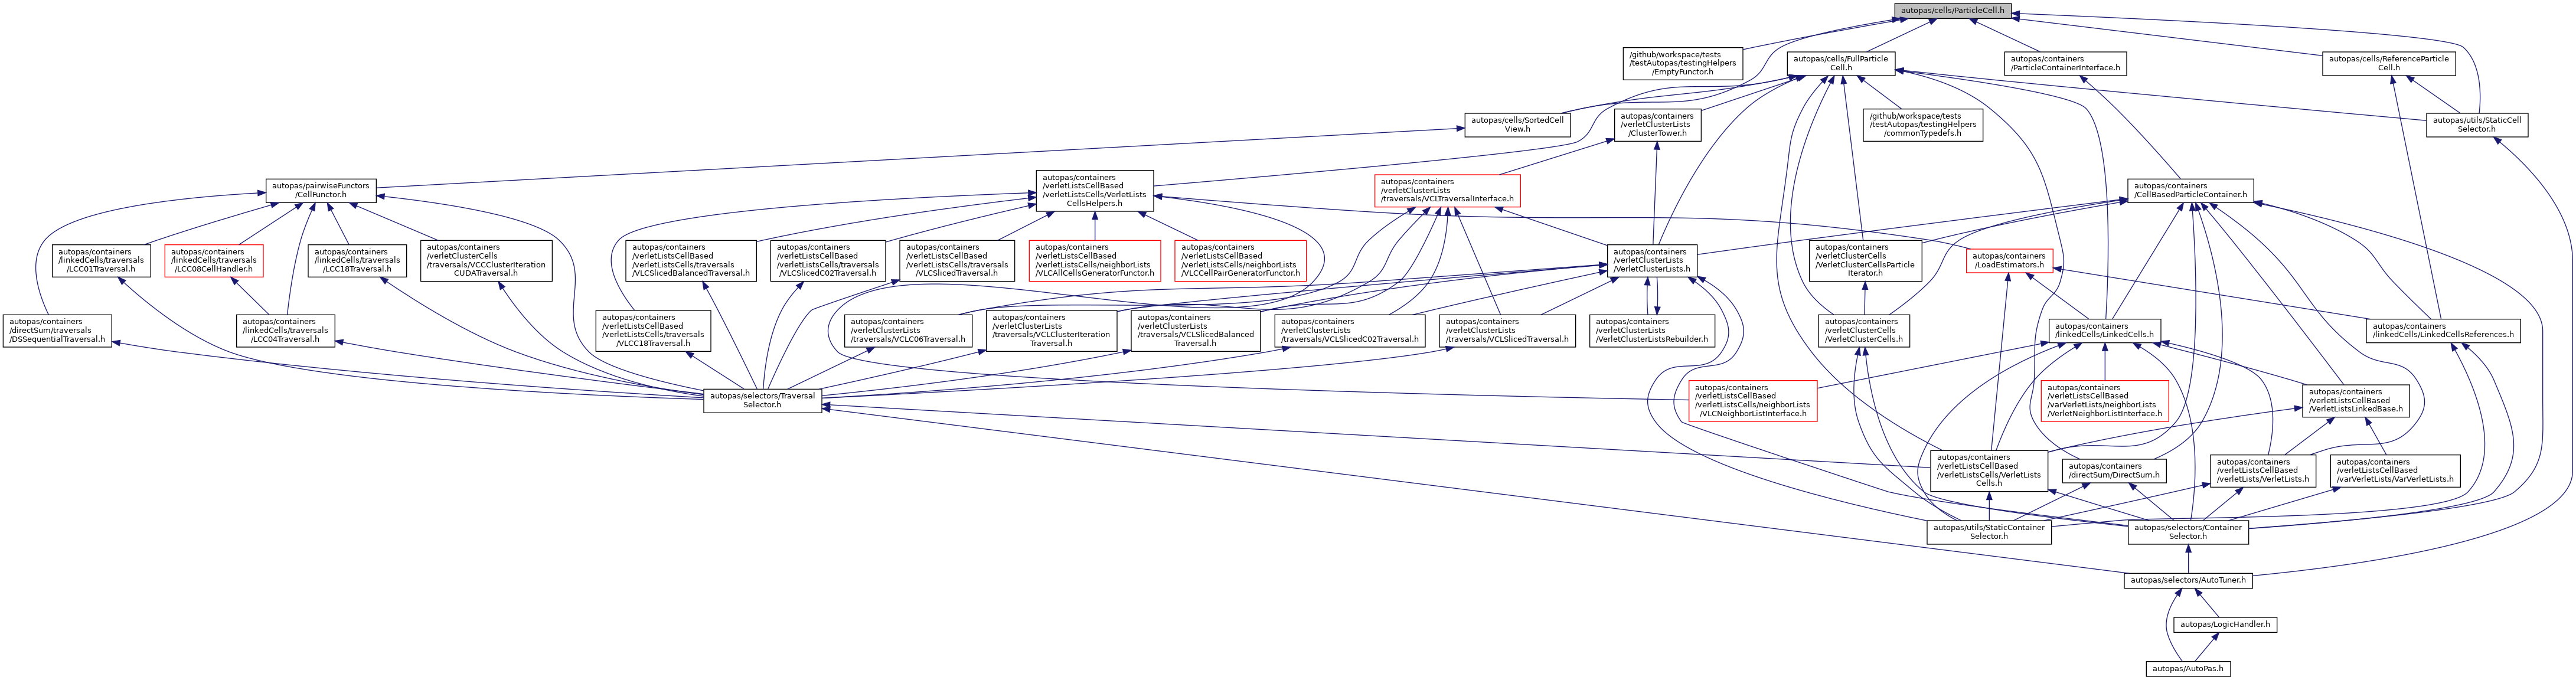 autopas/cells/ParticleCell.h
/github/workspace/tests
/testAutopas/testingHelpers
/EmptyFunctor.h
autopas/cells/FullParticle
Cell.h
autopas/containers
/ParticleContainerInterface.h
autopas/cells/ReferenceParticle
Cell.h
autopas/cells/SortedCell
View.h
autopas/containers
/verletClusterLists
/ClusterTower.h
/github/workspace/tests
/testAutopas/testingHelpers
/commonTypedefs.h
autopas/utils/StaticCell
Selector.h
autopas/pairwiseFunctors
/CellFunctor.h
autopas/containers
/verletListsCellBased
/verletListsCells/VerletLists
CellsHelpers.h
autopas/containers
/verletClusterLists
/traversals/VCLTraversalInterface.h
autopas/containers
/CellBasedParticleContainer.h
autopas/containers
/linkedCells/traversals
/LCC01Traversal.h
autopas/containers
/linkedCells/traversals
/LCC08CellHandler.h
autopas/containers
/linkedCells/traversals
/LCC18Traversal.h
autopas/containers
/verletClusterCells
/traversals/VCCClusterIteration
CUDATraversal.h
autopas/containers
/verletListsCellBased
/verletListsCells/traversals
/VLCSlicedBalancedTraversal.h
autopas/containers
/verletListsCellBased
/verletListsCells/traversals
/VLCSlicedC02Traversal.h
autopas/containers
/verletListsCellBased
/verletListsCells/traversals
/VLCSlicedTraversal.h
autopas/containers
/verletListsCellBased
/verletListsCells/neighborLists
/VLCAllCellsGeneratorFunctor.h
autopas/containers
/verletListsCellBased
/verletListsCells/neighborLists
/VLCCellPairGeneratorFunctor.h
autopas/containers
/verletClusterLists
/VerletClusterLists.h
autopas/containers
/verletClusterCells
/VerletClusterCellsParticle
Iterator.h
autopas/containers
/LoadEstimators.h
autopas/containers
/directSum/traversals
/DSSequentialTraversal.h
autopas/containers
/linkedCells/traversals
/LCC04Traversal.h
autopas/containers
/verletListsCellBased
/verletListsCells/traversals
/VLCC18Traversal.h
autopas/containers
/verletClusterLists
/traversals/VCLC06Traversal.h
autopas/containers
/verletClusterLists
/traversals/VCLClusterIteration
Traversal.h
autopas/containers
/verletClusterLists
/traversals/VCLSlicedBalanced
Traversal.h
autopas/containers
/verletClusterLists
/traversals/VCLSlicedC02Traversal.h
autopas/containers
/verletClusterLists
/traversals/VCLSlicedTraversal.h
autopas/containers
/verletClusterLists
/VerletClusterListsRebuilder.h
autopas/containers
/verletClusterCells
/VerletClusterCells.h
autopas/containers
/linkedCells/LinkedCells.h
autopas/containers
/linkedCells/LinkedCellsReferences.h
autopas/selectors/Traversal
Selector.h
autopas/containers
/verletListsCellBased
/verletListsCells/neighborLists
/VLCNeighborListInterface.h
autopas/containers
/verletListsCellBased
/varVerletLists/neighborLists
/VerletNeighborListInterface.h
autopas/containers
/verletListsCellBased
/VerletListsLinkedBase.h
autopas/containers
/verletListsCellBased
/verletListsCells/VerletLists
Cells.h
autopas/containers
/directSum/DirectSum.h
autopas/containers
/verletListsCellBased
/verletLists/VerletLists.h
autopas/containers
/verletListsCellBased
/varVerletLists/VarVerletLists.h
autopas/utils/StaticContainer
Selector.h
autopas/selectors/Container
Selector.h
autopas/selectors/AutoTuner.h
autopas/LogicHandler.h
autopas/AutoPas.h